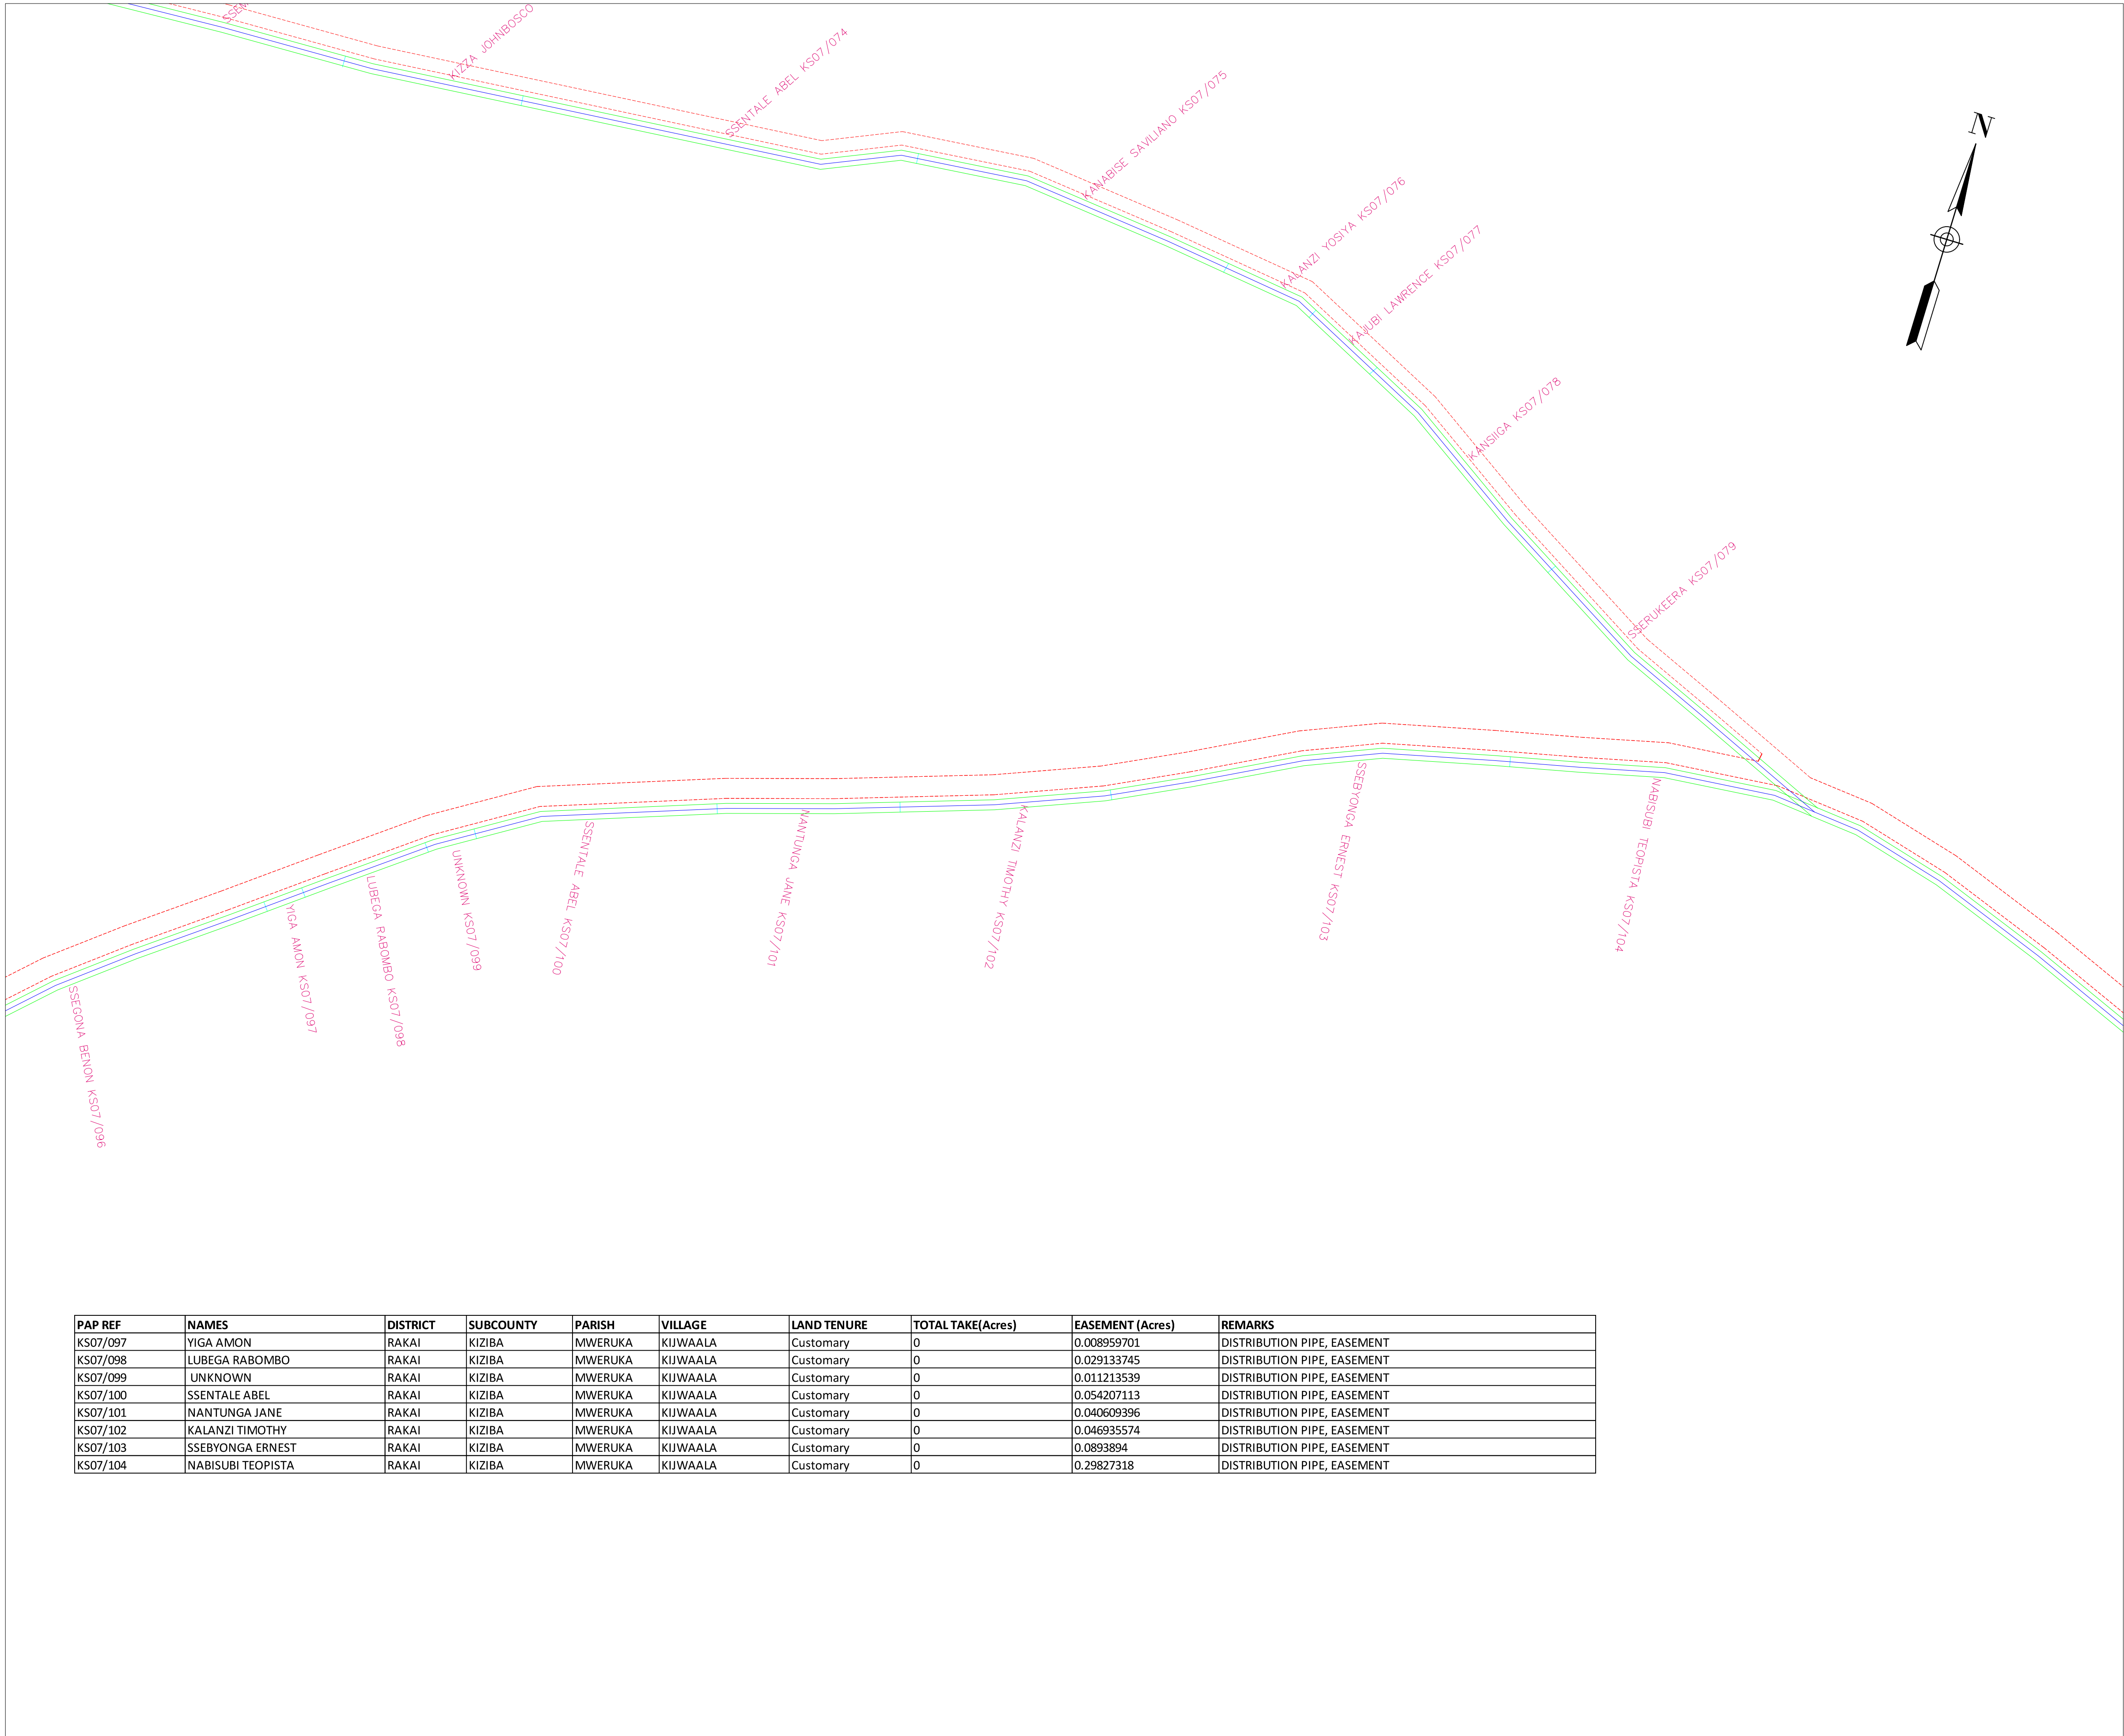 KIZZA JOHNBOSCO
SSENTALE ABEL KS07/074
KANABISE SAVILIANO KS07/075
N
KALANZI YOSIYA KS07/076
KAJUBI LAWRENCE KS07/077
KANSIIGA KS07/078
SSERUKEERA KS07/079
SSEGONA BENON KS07/096
YIGA AMON KS07/097
LUBEGA RABOMBO KS07/098
UNKNOWN KS07/099
SSENTALE ABEL KS07/100
NANTUNGA JANE KS07/101
KALANZI TIMOTHY KS07/102
SSEBYONGA ERNEST KS07/103
NABISUBI TEOPISTA KS07/104
PAP REF NAMES DISTRICT SUBCOUNTY PARISH VILLAGE LAND TENURE TOTAL TAKE(Acres) EASEMENT (Acres) REMARKS
KS07/097 YIGA AMON RAKAI KIZIBA MWERUKA KIJWAALA Customary 0 0.008959701 DISTRIBUTION PIPE, EASEMENT
KS07/098 LUBEGA RABOMBO RAKAI KIZIBA MWERUKA KIJWAALA Customary 0 0.029133745 DISTRIBUTION PIPE, EASEMENT
KS07/099 UNKNOWN RAKAI KIZIBA MWERUKA KIJWAALA Customary 0 0.011213539 DISTRIBUTION PIPE, EASEMENT
KS07/100 SSENTALE ABEL RAKAI KIZIBA MWERUKA KIJWAALA Customary 0 0.054207113 DISTRIBUTION PIPE, EASEMENT
KS07/101 NANTUNGA JANE RAKAI KIZIBA MWERUKA KIJWAALA Customary 0 0.040609396 DISTRIBUTION PIPE, EASEMENT
KS07/102 KALANZI TIMOTHY RAKAI KIZIBA MWERUKA KIJWAALA Customary 0 0.046935574 DISTRIBUTION PIPE, EASEMENT
KS07/103 SSEBYONGA ERNEST RAKAI KIZIBA MWERUKA KIJWAALA Customary 0 0.0893894 DISTRIBUTION PIPE, EASEMENT
KS07/104 NABISUBI TEOPISTA RAKAI KIZIBA MWERUKA KIJWAALA Customary 0 0.29827318 DISTRIBUTION PIPE, EASEMENT